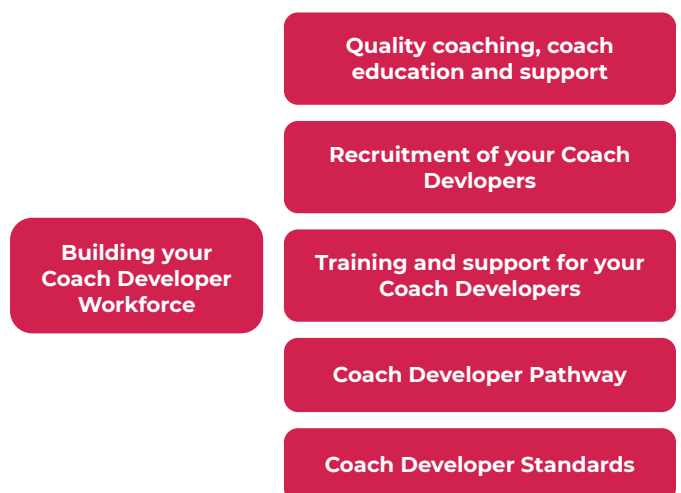 Quality coaching, coach
education and support
Recruitment of your Coach
Devlopers
Building your
Coach Developer
Workforce
Training and support for your
Coach Developers
Coach Developer Pathway
Coach Developer Standards